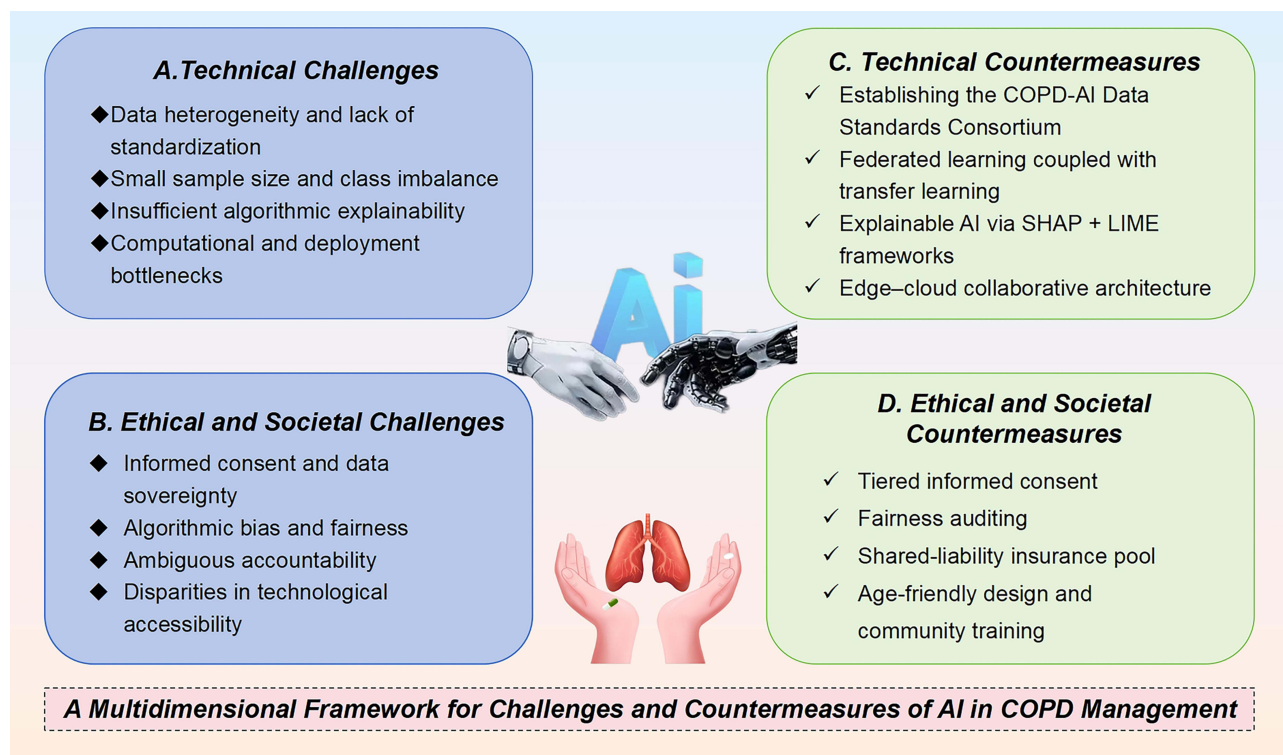 A.Technical Challenges
◆Data heterogeneity and lack of
standardization
◆Small sample size and class imbalance
◆Insufficient algorithmic explainability
◆Computational and deployment
bottlenecks
B. Ethical and Societal Challenges
◆ Informed consent and data
sovereignty
◆ Algorithmic bias and fairness
◆ Ambiguous accountability
◆ Disparities in technological
accessibility
Ai
C. Technical Countermeasures
✓ Establishing the COPD-AI Data
Standards Consortium
✓ Federated learning coupled with
transfer learning
✓ Explainable AI via SHAP + LIME
frameworks
✓ Edge–cloud collaborative architecture
D. Ethical and Societal
Countermeasures
✓ Tiered informed consent
✓ Fairness auditing
✓ Shared-liability insurance pool
✓ Age-friendly design and
community training
A Multidimensional Framework for Challenges and Countermeasures of AI in COPD Management